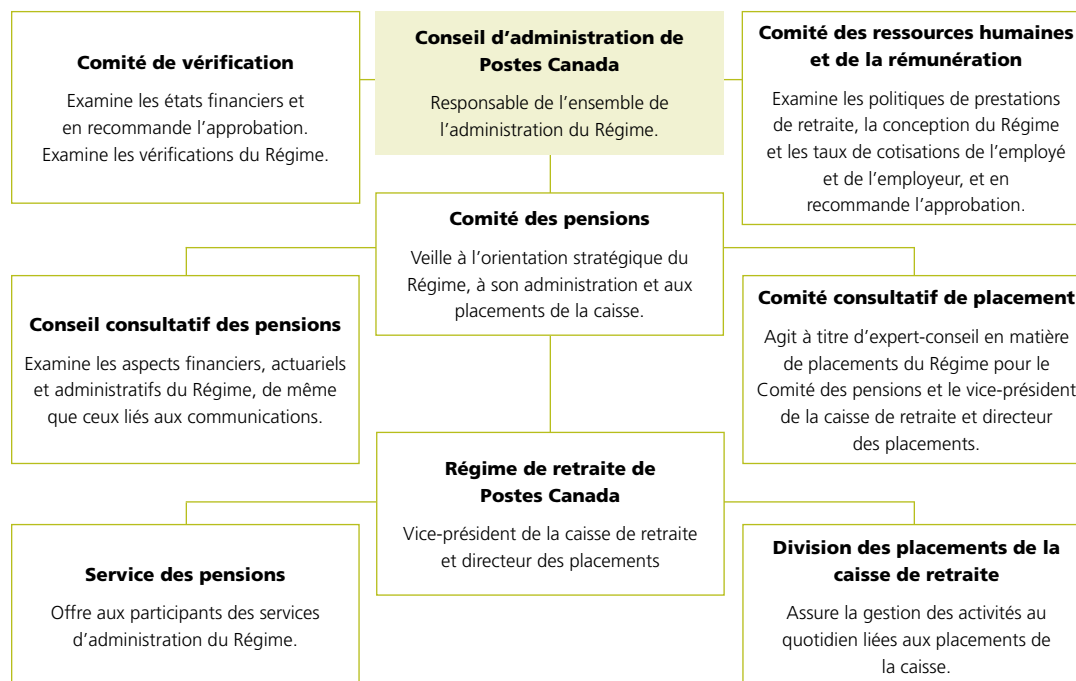 Comité de vérification
Examine les états financiers et
en recommande l’approbation.
Examine les vérifications du Régime.
Conseil d’administration de
Postes Canada
Responsable de l’ensemble de
l’administration du Régime.
Comité des ressources humaines
et de la rémunération
Examine les politiques de prestations
de retraite, la conception du Régime
et les taux de cotisations de l’employé
et de l’employeur, et en
recommande l’approbation.
Comité des pensions
Veille à l’orientation stratégique du
Régime, à son administration et aux
placements de la caisse.
Conseil consultatif des pensions
Examine les aspects financiers, actuariels
et administratifs du Régime, de même
que ceux liés aux communications.
Comité consultatif de placement
Agit à titre d’expert-conseil en matière
de placements du Régime pour le
Comité des pensions et le vice-président
de la caisse de retraite et directeur
des placements.
Régime de retraite de
Postes Canada
Vice-président de la caisse de retraite
et directeur des placements
Service des pensions
Offre aux participants des services
d’administration du Régime.
Division des placements de la
caisse de retraite
Assure la gestion des activités au
quotidien liées aux placements de
la caisse.